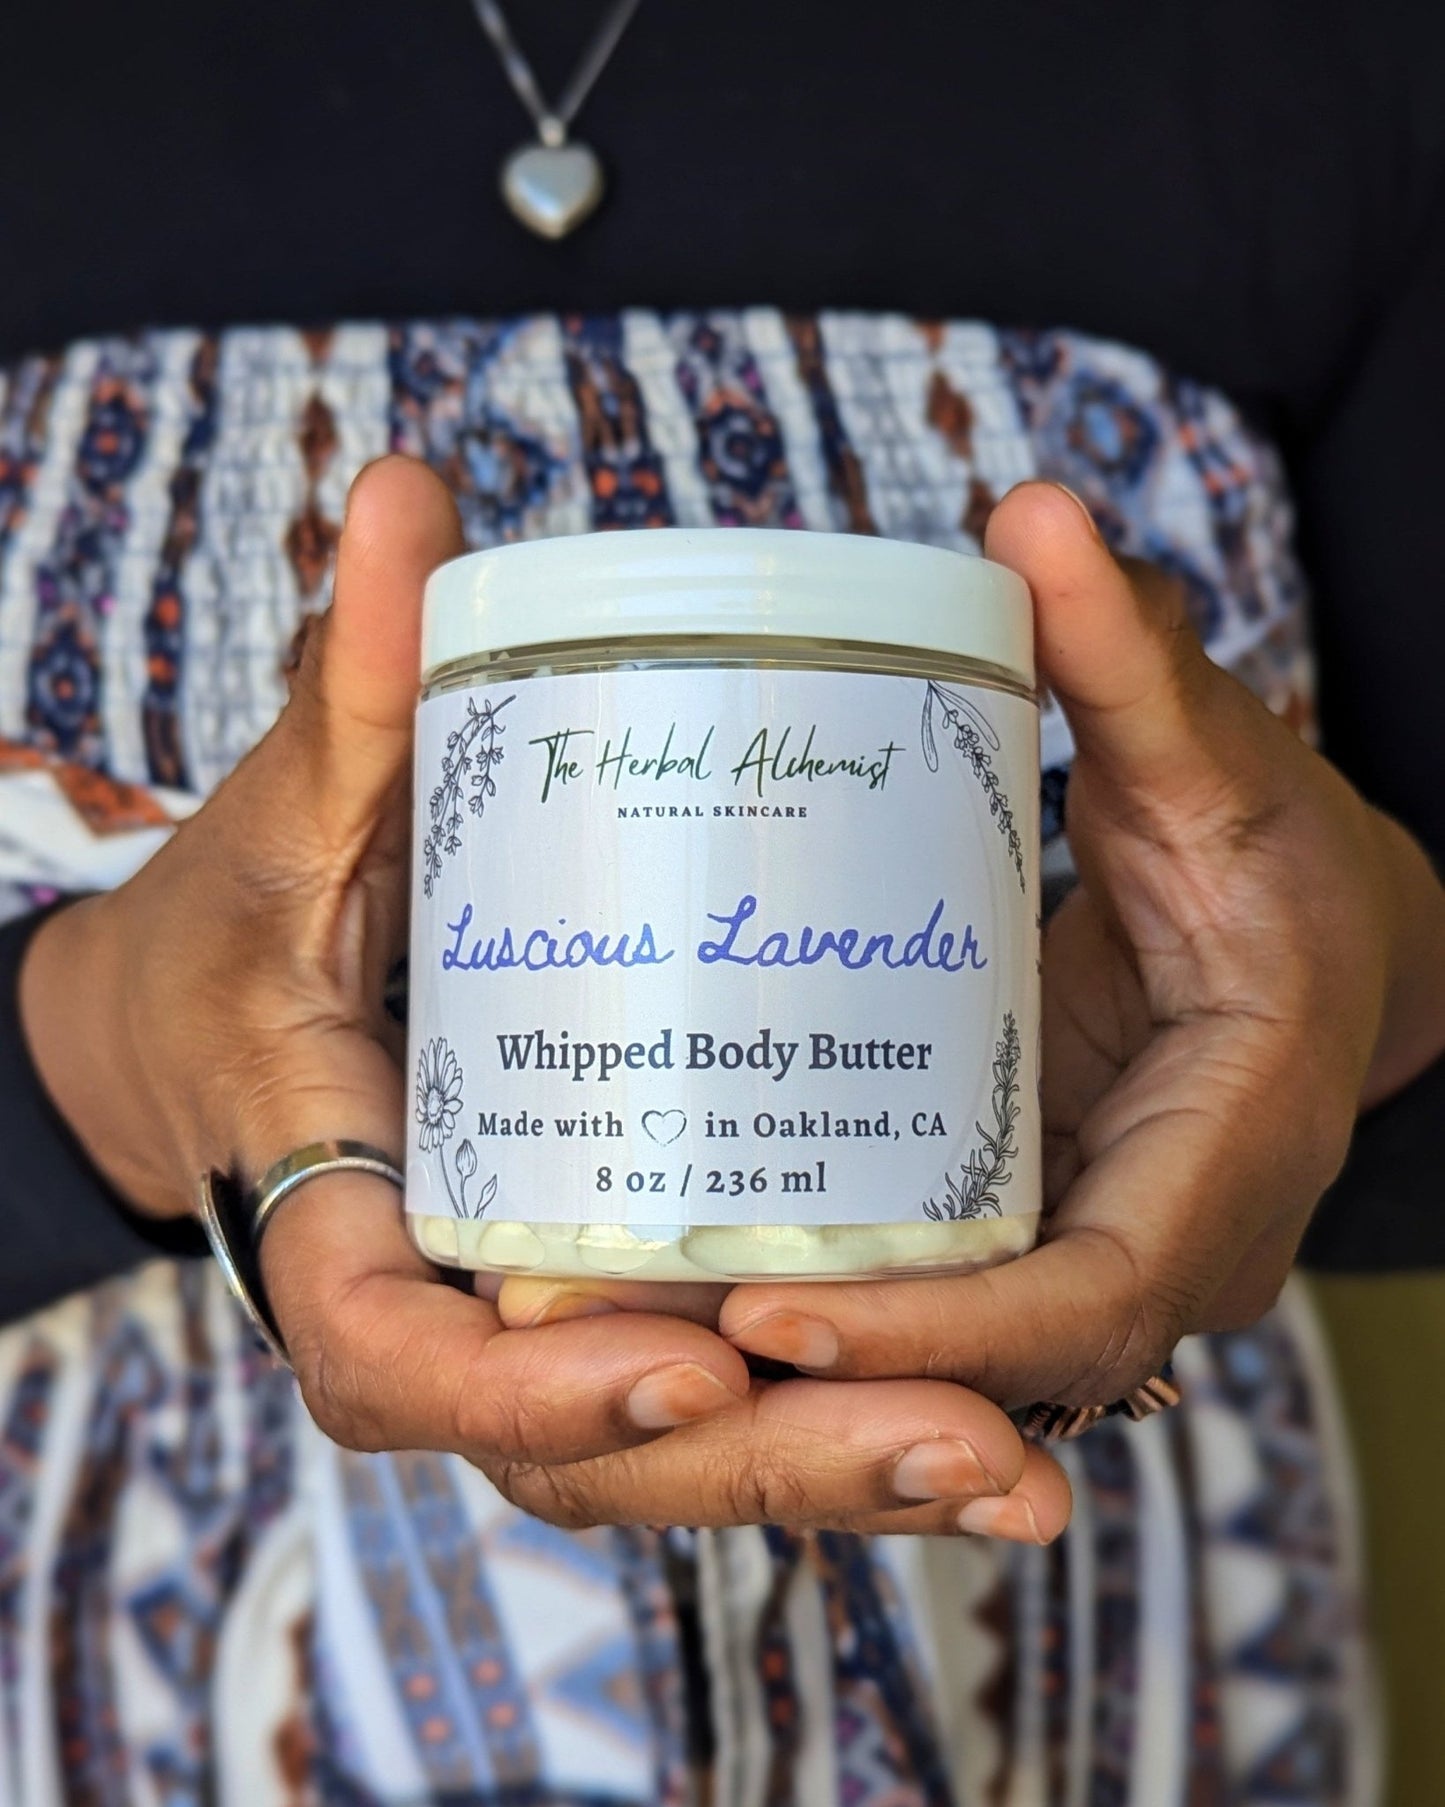 The Herbal Alchemist
NATURAL SKINCARE
Luscious Lavender
Whipped Body Butter
Made with ♡ in Oakland, CA
8 oz / 236 ml